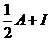 1/2 A + I